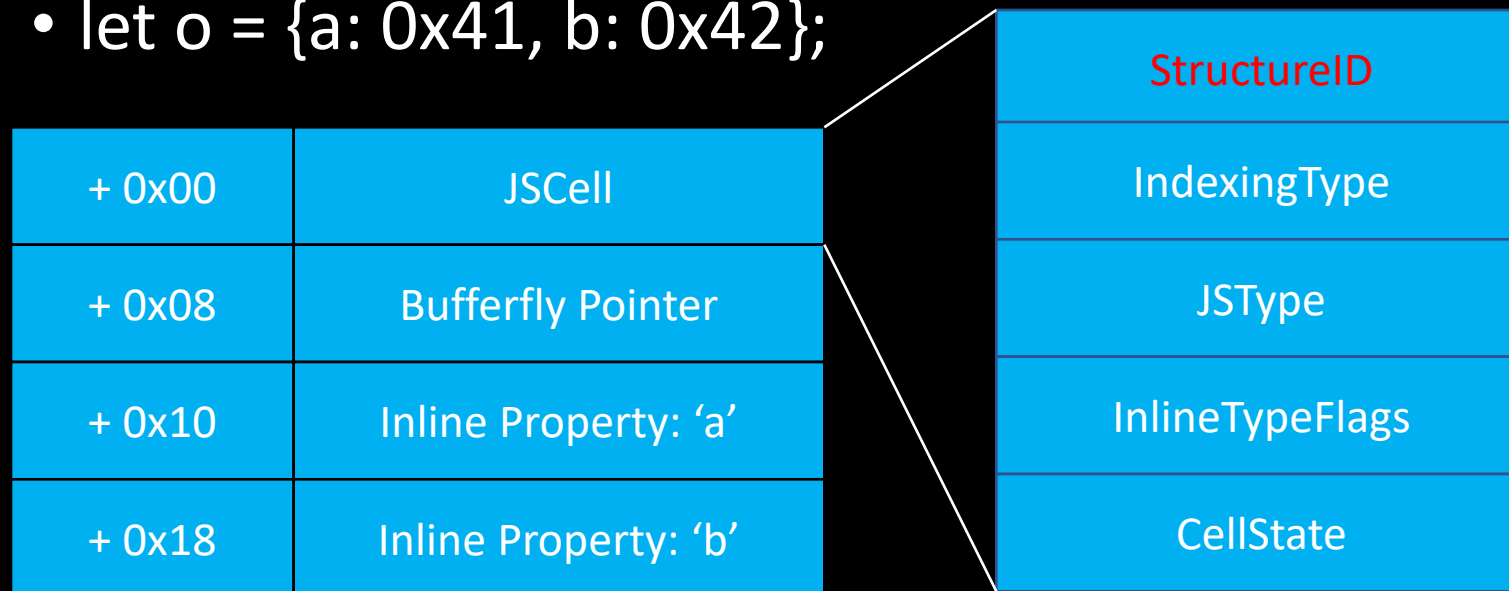 • let o = {a: 0x41, b: 0x42};
+ 0x00 JSCell
+ 0x08 Bufferfly Pointer
+ 0x10 Inline Property: ‘a’
+ 0x18 Inline Property: ‘b’
StructureID
IndexingType
JSType
InlineTypeFlags
CellState